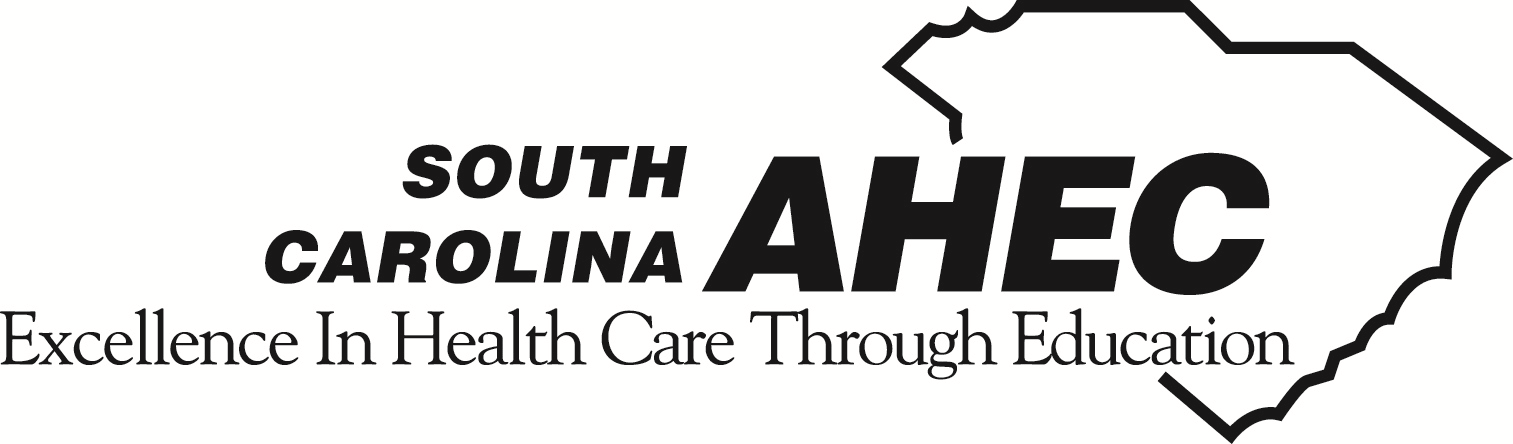 SOUTH
CAROLINA AHEC
Excellence In Health Care Through Education